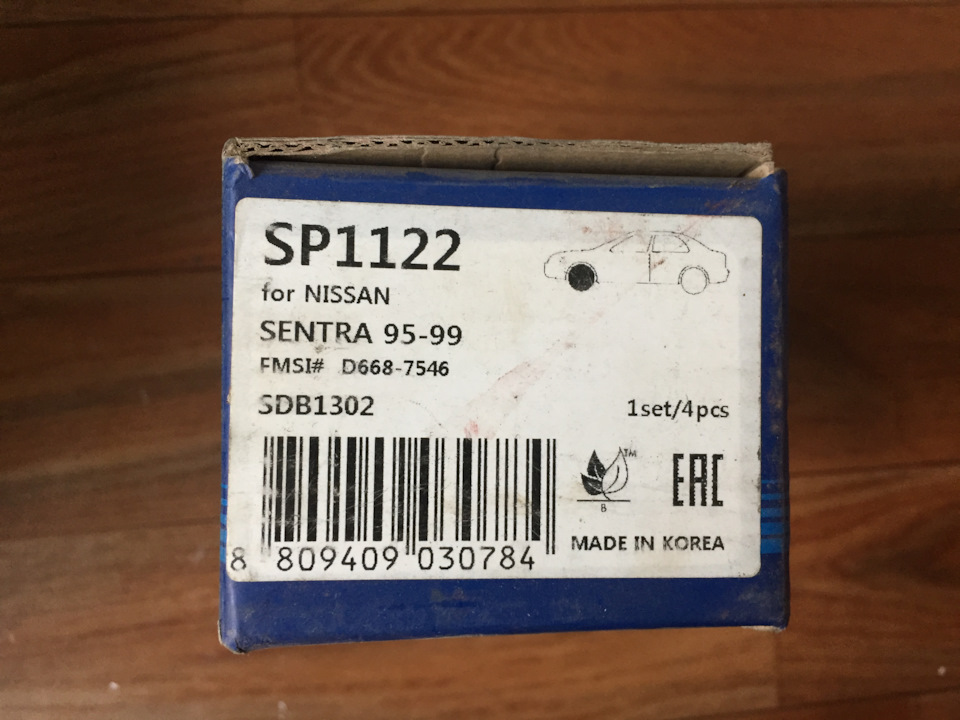 SP1122
for NISSAN
SENTRA 95-99
FMSI# D668-7546
SDB1302
1set/4pcs
TM
B
EAC
MADE IN KOREA
8 809409 030784